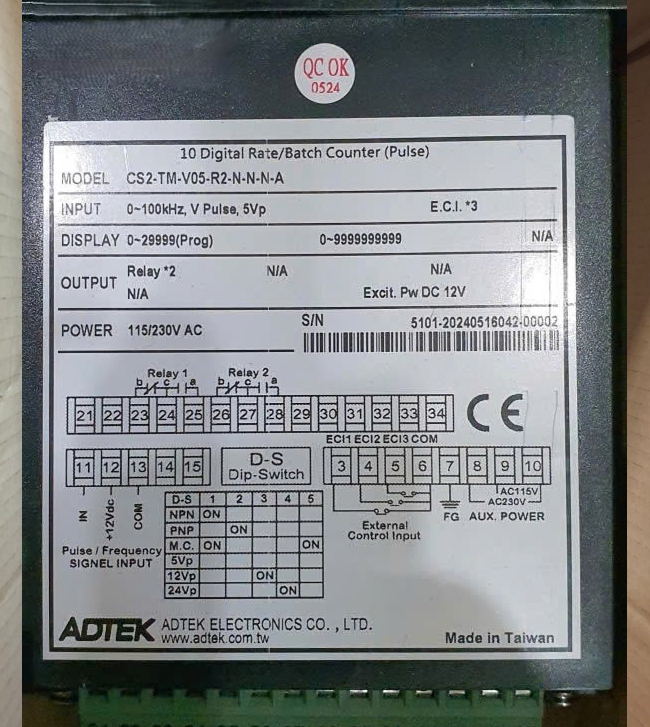 QC OK
0524
10 Digital Rate/Batch Counter (Pulse)
MODEL CS2-TM-V05-R2-N-N-N-A
INPUT 0~100kHz, V Pulse, 5Vp E.C.I. *3
DISPLAY 0~29999(Prog) 0~9999999999 N/A
OUTPUT Relay *2 N/A N/A
N/A Excit. Pw DC 12V
POWER 115/230V AC S/N 5101-20240516042-00002
Relay 1 Relay 2
b c a b c a
21 22 23 24 25 26 27 28 29 30 31 32 33 34 CE
ECI1 ECI2 ECI3 COM
11 12 13 14 15 D-S Dip-Switch 3 4 5 6 7 8 9 10
IN +12Vdc COM
Pulse / Frequency
SIGNEL INPUT
D-S 1 2 3 4 5
NPN ON
PNP ON
M.C. ON ON
5Vp
12Vp ON
24Vp ON
External
Control Input
FG
AC115V
AC230V
AUX. POWER
ADTEK ADTEK ELECTRONICS CO. , LTD.
www.adtek.com.tw
Made in Taiwan